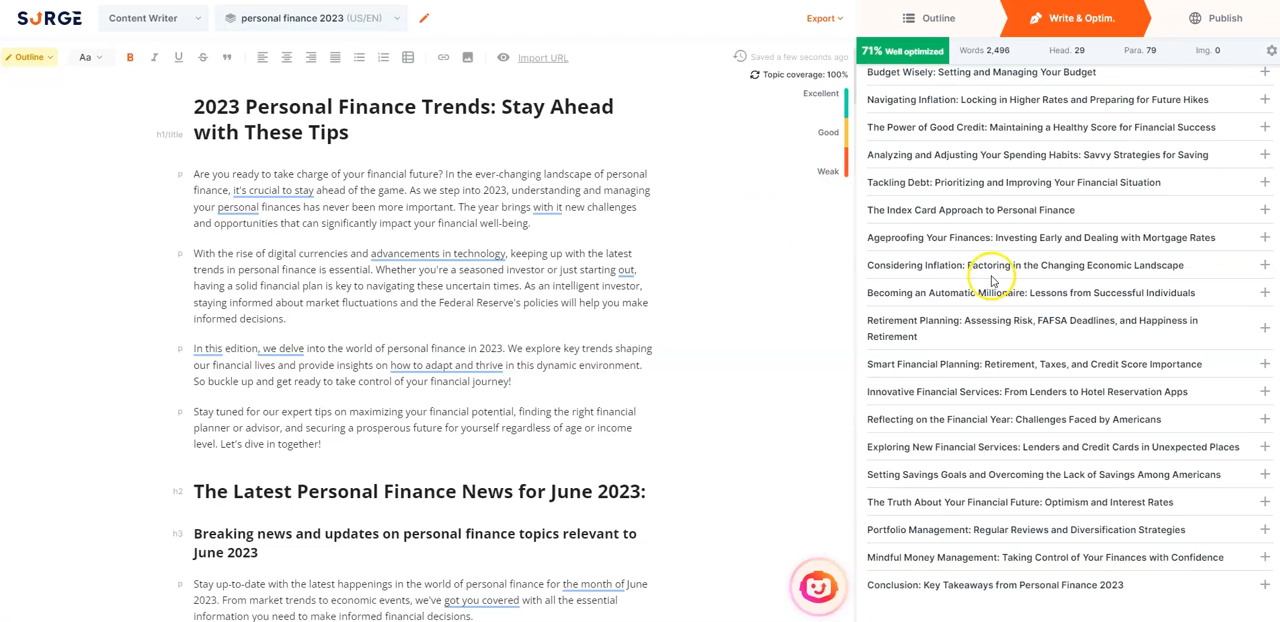 SURGE
Content Writer
personal finance 2023 (US/EN)
Export
Outline
Write & Optim.
Publish
Outline
Aa
B I U S
Import URL
Saved a few seconds ago
71% Well optimized
Words 2,496
Head. 29
Para. 79
Img. 0
Topic coverage: 100%
Excellent
Good
Weak
h1/title
2023 Personal Finance Trends: Stay Ahead
with These Tips
p
Are you ready to take charge of your financial future? In the ever-changing landscape of personal
finance, it's crucial to stay ahead of the game. As we step into 2023, understanding and managing
your personal finances has never been more important. The year brings with it new challenges
and opportunities that can significantly impact your financial well-being.
p
With the rise of digital currencies and advancements in technology, keeping up with the latest
trends in personal finance is essential. Whether you're a seasoned investor or just starting out,
having a solid financial plan is key to navigating these uncertain times. As an intelligent investor,
staying informed about market fluctuations and the Federal Reserve's policies will help you make
informed decisions.
p
In this edition, we delve into the world of personal finance in 2023. We explore key trends shaping
our financial lives and provide insights on how to adapt and thrive in this dynamic environment.
So buckle up and get ready to take control of your financial journey!
p
Stay tuned for our expert tips on maximizing your financial potential, finding the right financial
planner or advisor, and securing a prosperous future for yourself regardless of age or income
level. Let's dive in together!
h2
The Latest Personal Finance News for June 2023:
h3
Breaking news and updates on personal finance topics relevant to
June 2023
p
Stay up-to-date with the latest happenings in the world of personal finance for the month of June
2023. From market trends to economic events, we've got you covered with all the essential
information you need to make informed financial decisions.
Budget Wisely: Setting and Managing Your Budget
Navigating Inflation: Locking in Higher Rates and Preparing for Future Hikes
The Power of Good Credit: Maintaining a Healthy Score for Financial Success
Analyzing and Adjusting Your Spending Habits: Savvy Strategies for Saving
Tackling Debt: Prioritizing and Improving Your Financial Situation
The Index Card Approach to Personal Finance
Ageproofing Your Finances: Investing Early and Dealing with Mortgage Rates
Considering Inflation: Factoring in the Changing Economic Landscape
Becoming an Automatic Millionaire: Lessons from Successful Individuals
Retirement Planning: Assessing Risk, FAFSA Deadlines, and Happiness in
Retirement
Smart Financial Planning: Retirement, Taxes, and Credit Score Importance
Innovative Financial Services: From Lenders to Hotel Reservation Apps
Reflecting on the Financial Year: Challenges Faced by Americans
Exploring New Financial Services: Lenders and Credit Cards in Unexpected Places
Setting Savings Goals and Overcoming the Lack of Savings Among Americans
The Truth About Your Financial Future: Optimism and Interest Rates
Portfolio Management: Regular Reviews and Diversification Strategies
Mindful Money Management: Taking Control of Your Finances with Confidence
Conclusion: Key Takeaways from Personal Finance 2023